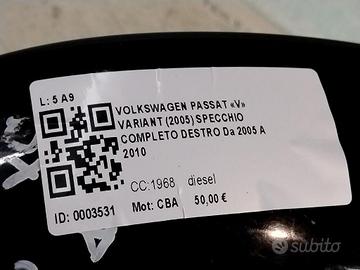 L: 5 A9
VOLKSWAGEN PASSAT «V»
VARIANT (2005) SPECCHIO
COMPLETO DESTRO Da 2005 A
2010
CC:1968 diesel
ID: 0003531 Mot: CBA 50,00 €
subito